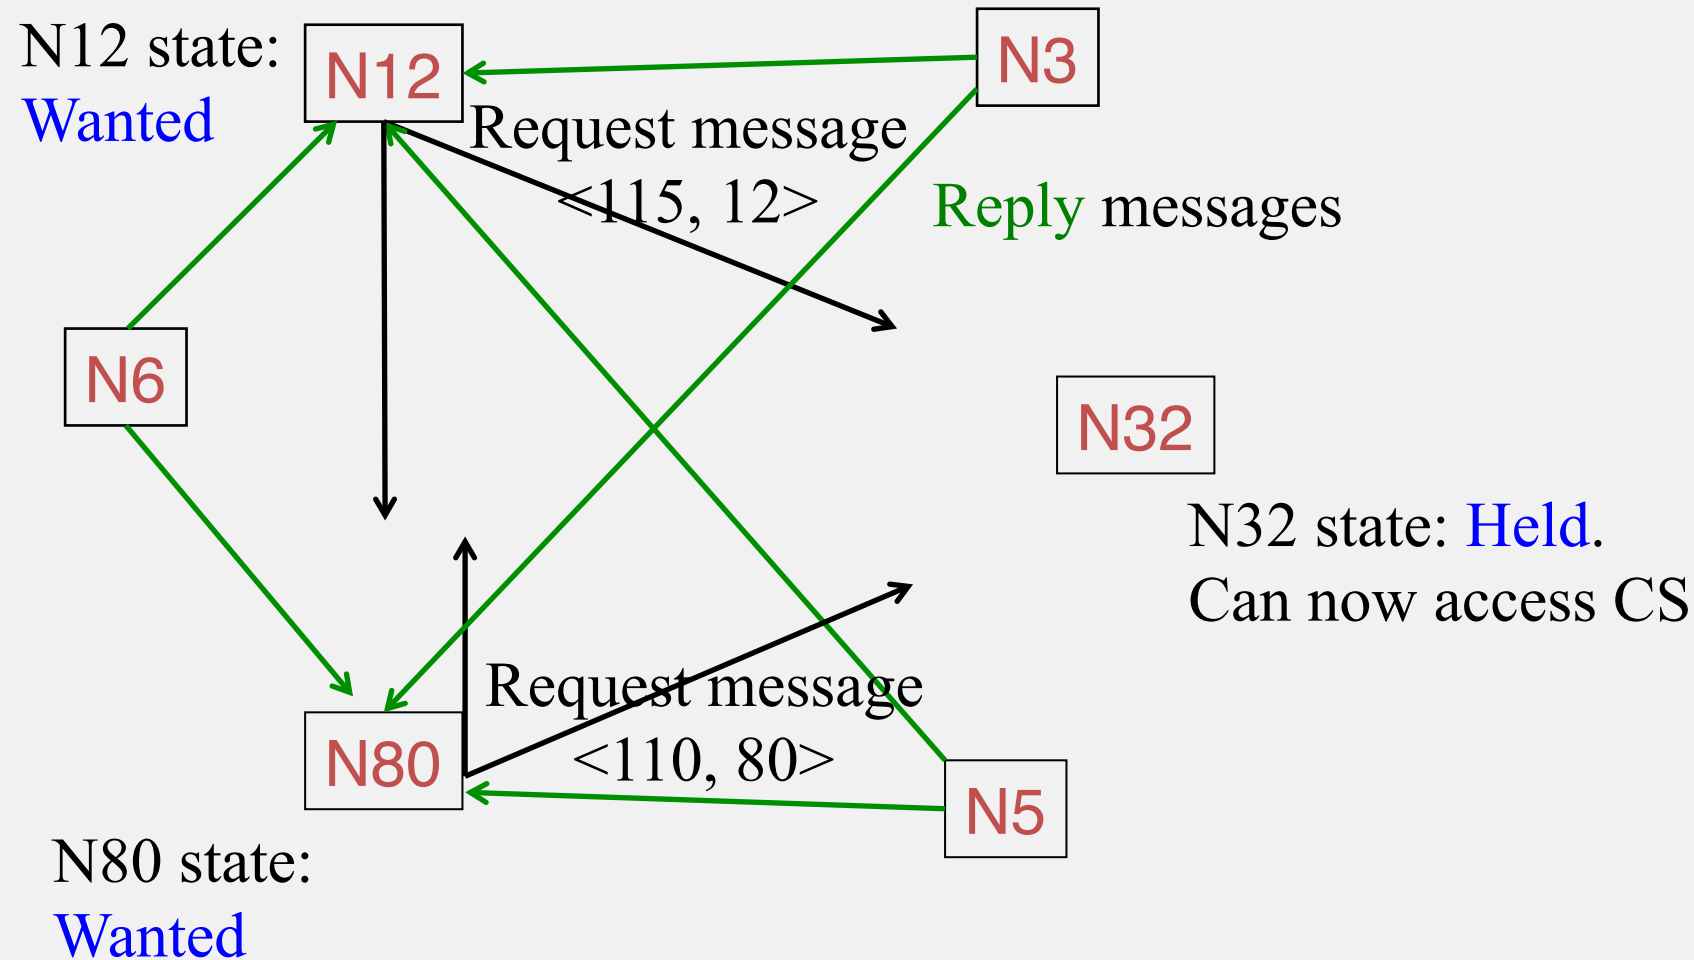 N12 state:
Wanted
N12
N3
Request message
<115, 12>
Reply messages
N6
N32
N32 state: Held.
Can now access CS
Request message
<110, 80>
N80
N5
N80 state:
Wanted